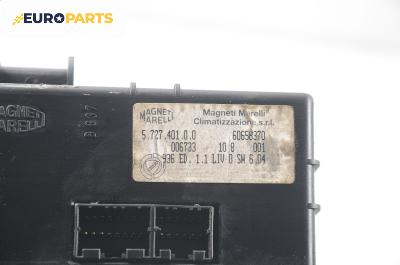 EUROPARTS
MAGNETI MARELLI
Magneti Marelli
Climatizzazione s.r.l.
5.727.401.0.0 60658370
006733 10 8 001
936 ED. 1.1 LIV D SW 6.04
MAGNETI
MARELLI